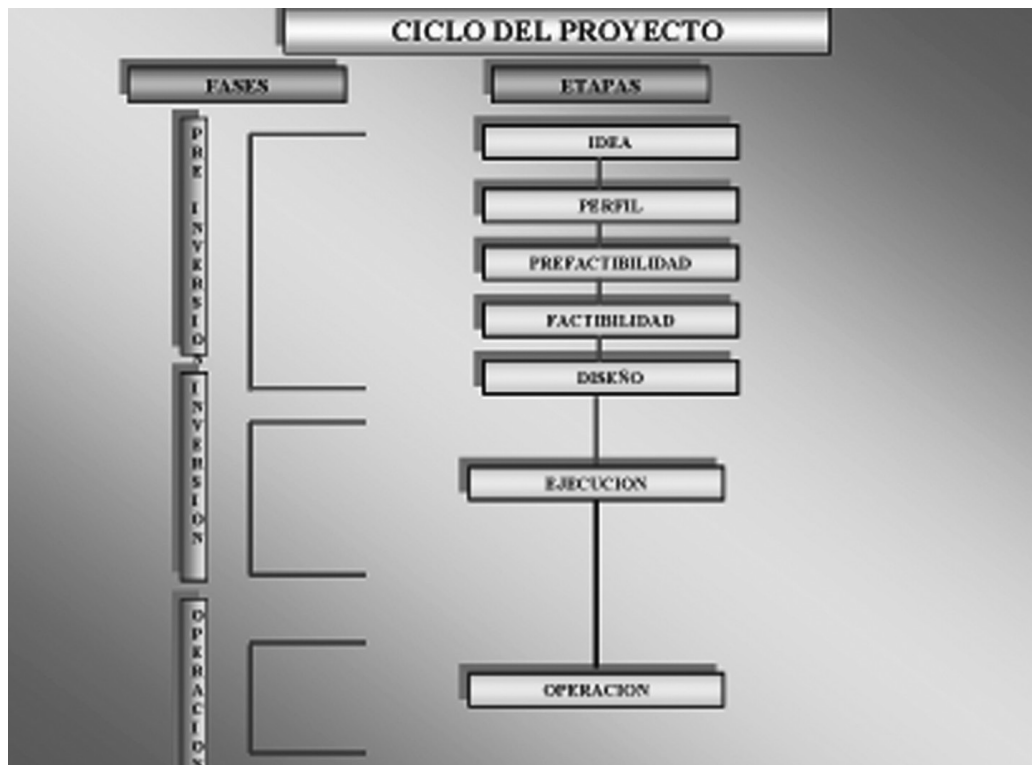 CICLO DEL PROYECTO
FASES
ETAPAS
PRE INVERSION
IDEA
PERFIL
PREFACTIBILIDAD
FACTIBILIDAD
DISEÑO
INVERSION
EJECUCION
OPERACION
OPERACION